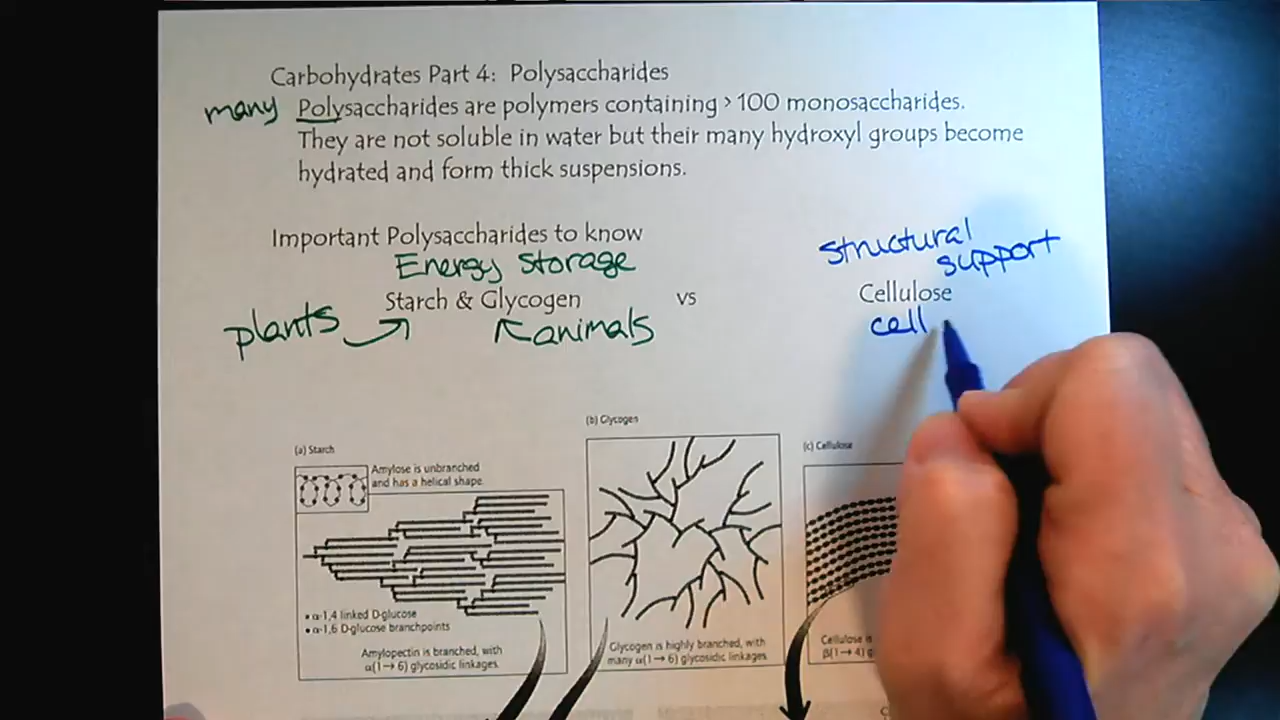 Carbohydrates Part 4: Polysaccharides
many Polysaccharides are polymers containing > 100 monosaccharides.
They are not soluble in water but their many hydroxyl groups become
hydrated and form thick suspensions.
Important Polysaccharides to know
Energy Storage
structural
support
Starch & Glycogen vs Cellulose
plants
animals
cell
(a) Starch
Amylose is unbranched
and has a helical shape
• α-1,4 linked D-glucose
• α-1,6 D-glucose branchpoints
Amylopectin is branched, with
α(1→6) glycosidic linkages.
(b) Glycogen
Glycogen is highly branched, with
many α(1→6) glycosidic linkages.
(c) Cellulose
Cellulose is
β(1→4) g